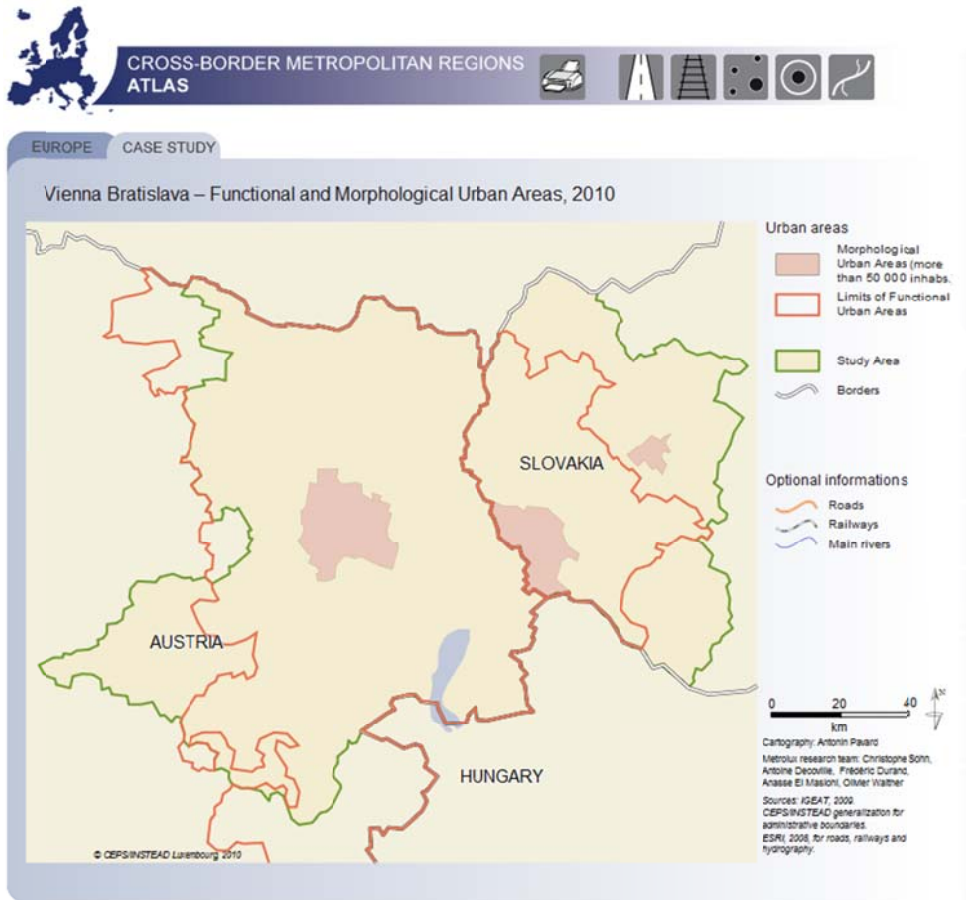 CROSS-BORDER METROPOLITAN REGIONS
ATLAS
EUROPE
CASE STUDY
Vienna Bratislava – Functional and Morphological Urban Areas, 2010
Urban areas
Morphological
Urban Areas (more
than 50 000 inhabs.
Limits of Functional
Urban Areas
Study Area
Borders
SLOVAKIA
Optional informations
Roads
Railways
Main rivers
AUSTRIA
HUNGARY
0 20 40
km
N
Cartography: Antonin Pavard
Metrolux research team: Christophe Sohn,
Antoine Decoville, Frédéric Durand,
Anasse El Maslohi, Olivier Walther
Sources: IGEAT, 2009.
CEPS/INSTEAD generalization for
administrative boundaries.
ESRI, 2008, for roads, railways and
hydrography.
© CEPS/INSTEAD Luxembourg, 2010